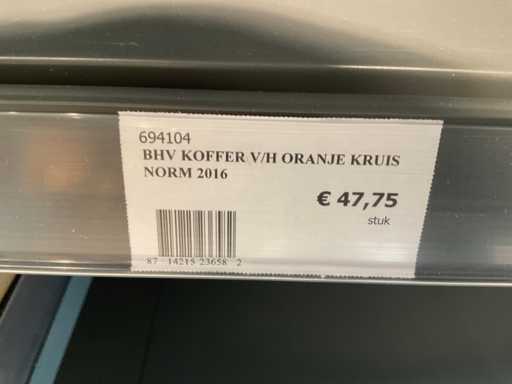 694104
BHV KOFFER V/H ORANJE KRUIS
NORM 2016
€ 47,75
stuk
87 14215 23658 2